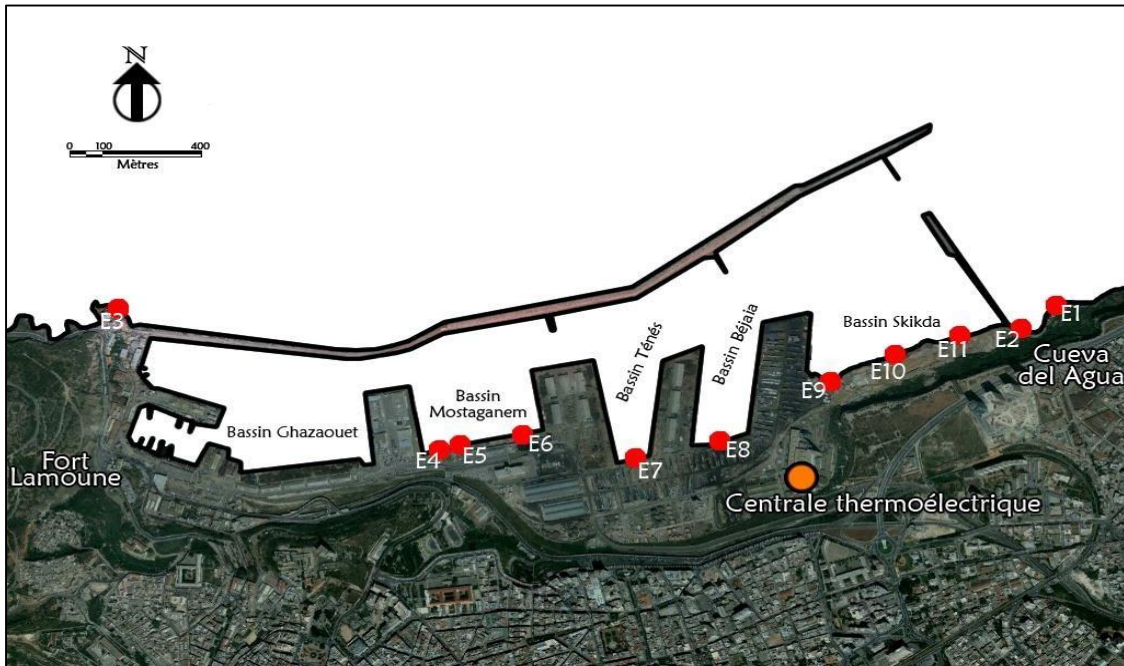 N
0 100 400
Mètres
E3
Bassin Ghazaouet
Bassin
Mostaganem
Bassin Ténés
Bassin Béjaia
Bassin Skikda
E1
E2
E11
E10
E9
Cueva
del Agua
E4
E5
E6
E7
E8
Fort
Lamoune
Centrale thermoélectrique